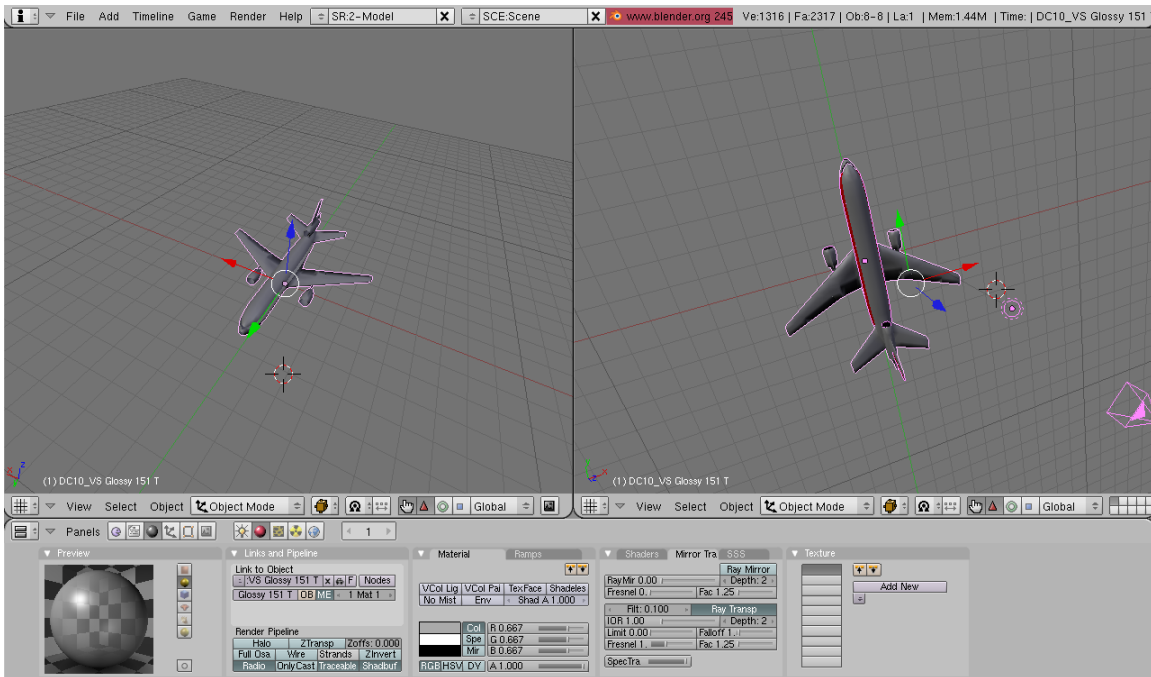 File Add Timeline Game Render Help SR:2-Model SCE:Scene www.blender.org 245 Ve:1316 | Fa:2317 | Ob:8-8 | La:1 | Mem:1.44M | Time: | DC10_VS Glossy 151
(1) DC10_VS Glossy 151 T
(1) DC10_VS Glossy 151 T
View Select Object Object Mode Global
View Select Object Object Mode Global
Panels 1
Preview
Links and Pipeline
Link to Object
:VS Glossy 151 T X F Nodes
Glossy 151 T OB ME 1 Mat 1
Render Pipeline
Halo ZTransp Zoffs: 0.000
Full Osa Wire Strands ZInvert
Radio OnlyCast Traceable Shadbuf
Material Ramps
VCol Lig VCol Pai TexFace Shadeles
No Mist Env Shad A 1.000
Col R 0.667
Spe G 0.667
Mir B 0.667
RGB HSV DV A 1.000
Shaders Mirror Tra SSS
Ray Mirror
RayMir 0.00 Depth: 2
Fresnel 0. Fac 1.25
Filt: 0.100 Ray Transp
IOR 1.00 Depth: 2
Limit 0.00 Falloff 1.
Fresnel 1. Fac 1.25
SpecTra
Texture
Add New